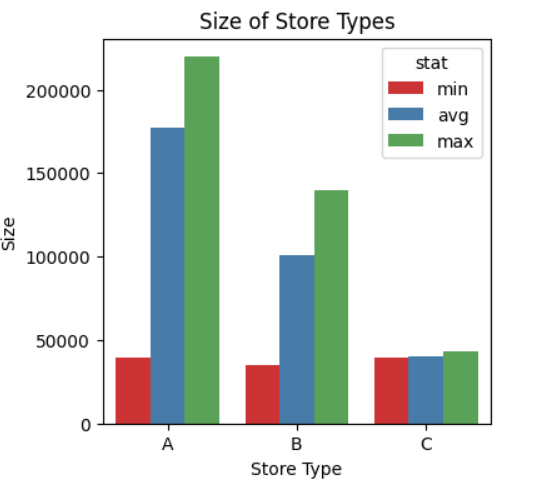 Size of Store Types
stat
min
avg
max
200000
150000
100000
50000
0
Size
A B C
Store Type